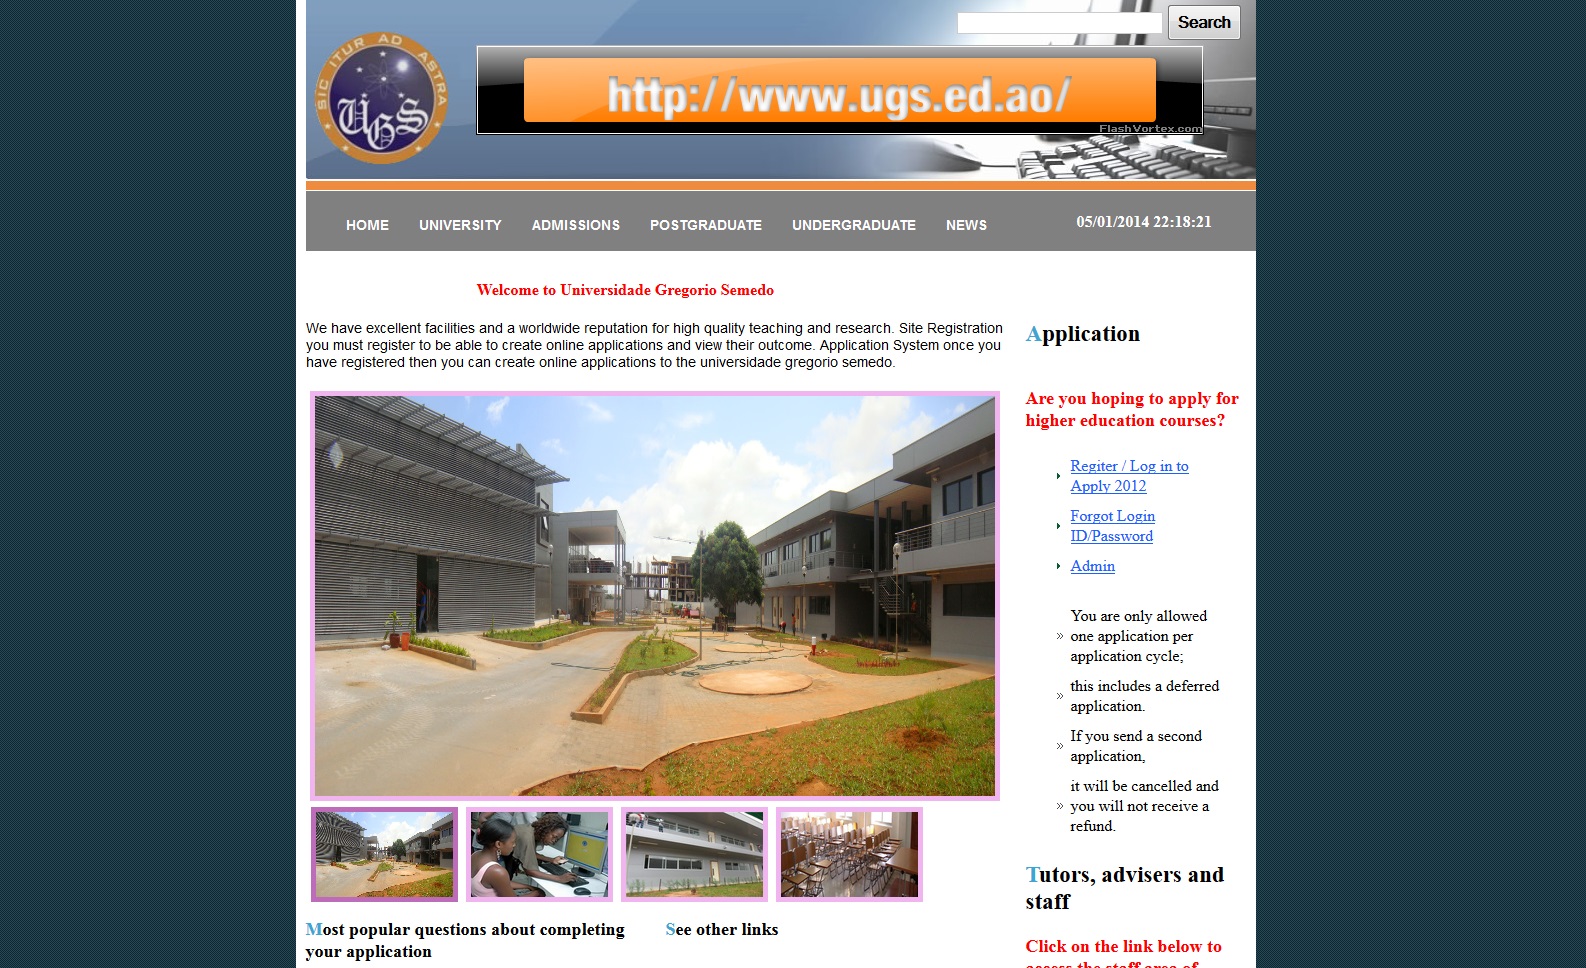 Search
SIC ITUR AD ASTRA
UGS
http://www.ugs.ed.ao/
FlashVortex.com
HOME UNIVERSITY ADMISSIONS POSTGRADUATE UNDERGRADUATE NEWS
05/01/2014 22:18:21
Welcome to Universidade Gregorio Semedo
We have excellent facilities and a worldwide reputation for high quality teaching and research. Site Registration
you must register to be able to create online applications and view their outcome. Application System once you
have registered then you can create online applications to the universidade gregorio semedo.
Most popular questions about completing
your application
See other links
Application
Are you hoping to apply for
higher education courses?
Regiter / Log in to
Apply 2012
Forgot Login
ID/Password
Admin
You are only allowed
» one application per
application cycle;
» this includes a deferred
application.
» If you send a second
application,
it will be cancelled and
» you will not receive a
refund.
Tutors, advisers and
staff
Click on the link below to
access the staff area of